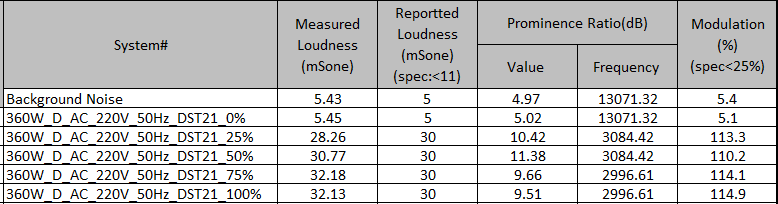 System#
Measured
Loudness
(mSone)
Reportted
Loudness
(mSone)
(spec:<11)
Prominence Ratio(dB)
Value Frequency
Modulation
(%)
(spec<25%)
Background Noise 5.43 5 4.97 13071.32 5.4
360W_D_AC_220V_50Hz_DST21_0% 5.45 5 5.02 13071.32 5.1
360W_D_AC_220V_50Hz_DST21_25% 28.26 30 10.42 3084.42 113.3
360W_D_AC_220V_50Hz_DST21_50% 30.77 30 11.38 3084.42 110.2
360W_D_AC_220V_50Hz_DST21_75% 32.18 30 9.66 2996.61 114.1
360W_D_AC_220V_50Hz_DST21_100% 32.13 30 9.51 2996.61 114.9